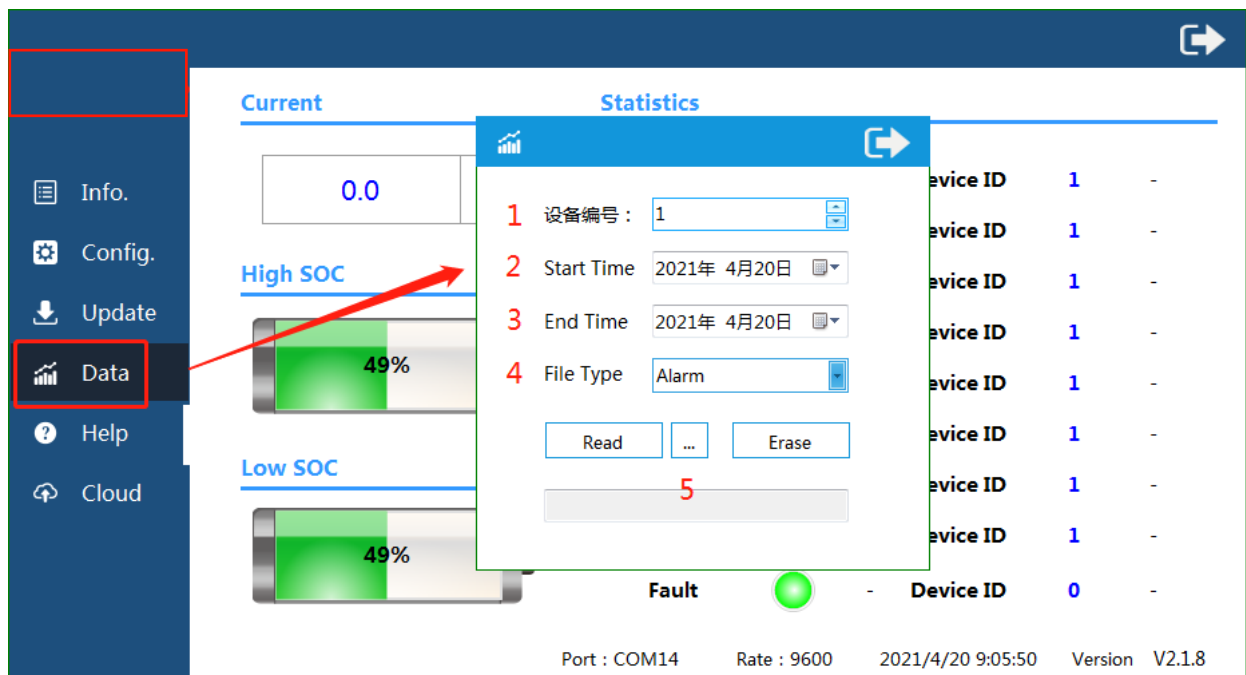 Current
Statistics
Info.
Config.
Update
Data
Help
Cloud
0.0
High SOC
49%
Low SOC
49%
1 设备编号： 1
2 Start Time 2021年 4月20日
3 End Time 2021年 4月20日
4 File Type Alarm
Read ... Erase
5
evice ID 1 -
evice ID 1 -
evice ID 1 -
evice ID 1 -
evice ID 1 -
evice ID 1 -
evice ID 1 -
evice ID 1 -
Fault - Device ID 0 -
Port : COM14 Rate : 9600 2021/4/20 9:05:50 Version V2.1.8